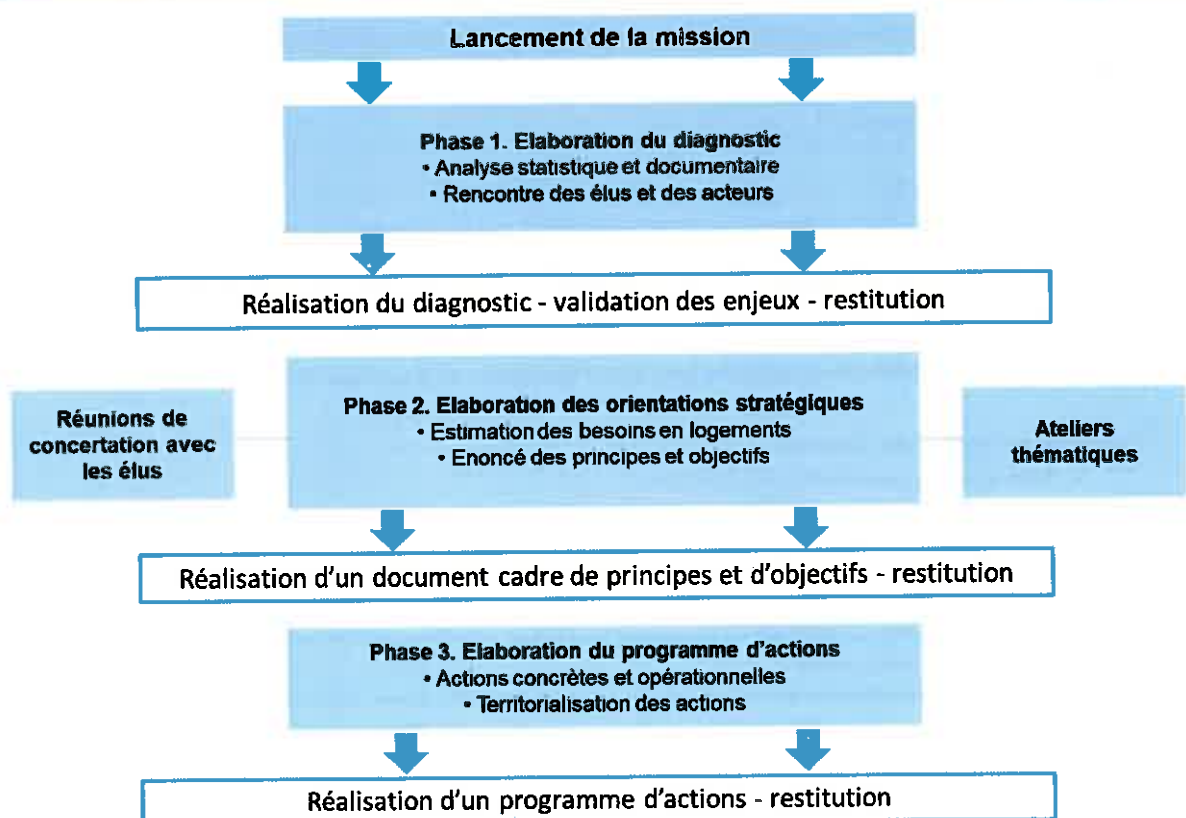 Lancement de la mission
Phase 1. Elaboration du diagnostic
• Analyse statistique et documentaire
• Rencontre des élus et des acteurs
Réalisation du diagnostic - validation des enjeux - restitution
Réunions de
concertation avec
les élus
Phase 2. Elaboration des orientations stratégiques
• Estimation des besoins en logements
• Enoncé des principes et objectifs
Ateliers
thématiques
Réalisation d'un document cadre de principes et d'objectifs - restitution
Phase 3. Elaboration du programme d'actions
• Actions concrètes et opérationnelles
• Territorialisation des actions
Réalisation d'un programme d'actions - restitution